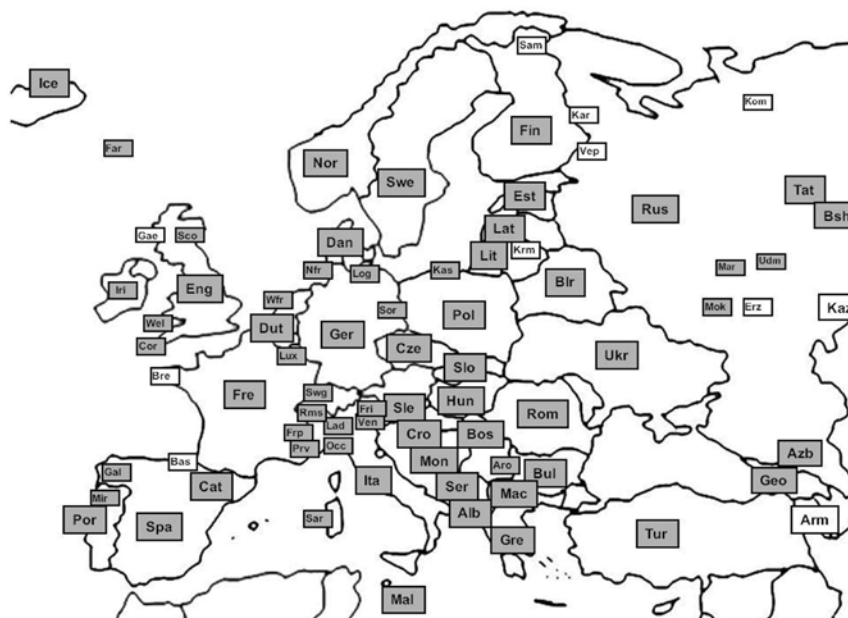 Sam
Ice
Kom
Kar
Fin
Far
Vep
Nor
Swe
Tat
Est
Rus
Bsh
Lat
Gae
Sco
Dan
Krm
Lit
Udm
Mar
Nfr
Log
Kas
Blr
Iri
Eng
Wfr
Sor
Mok
Erz
Kaz
Pol
Wel
Dut
Ger
Cor
Cze
Lux
Ukr
Slo
Bre
Fre
Swg
Hun
Rms
Fri
Sle
Rom
Ven
Lad
Frp
Cro
Bos
Prv
Occ
Azb
Bas
Mon
Aro
Gal
Bul
Geo
Cat
Ita
Ser
Mir
Mac
Por
Sar
Alb
Arm
Spa
Gre
Tur
Mal